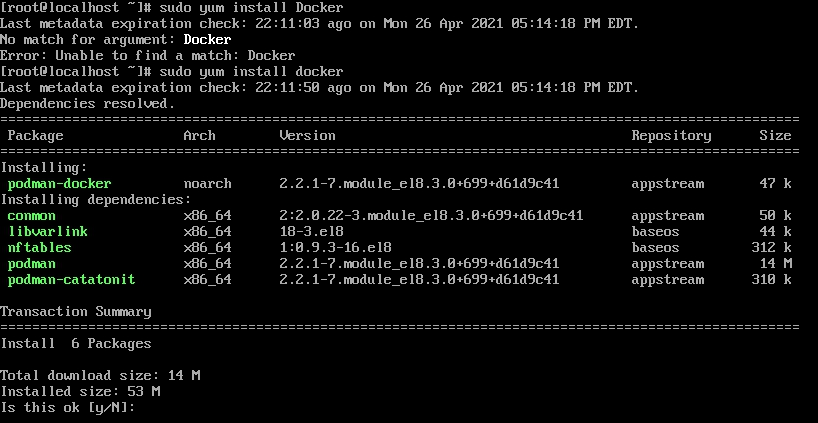 [root@localhost ~]# sudo yum install Docker
Last metadata expiration check: 22:11:03 ago on Mon 26 Apr 2021 05:14:18 PM EDT.
No match for argument: Docker
Error: Unable to find a match: Docker
[root@localhost ~]# sudo yum install docker
Last metadata expiration check: 22:11:50 ago on Mon 26 Apr 2021 05:14:18 PM EDT.
Dependencies resolved.
====================================================================================================
Package Arch Version Repository Size
====================================================================================================
Installing:
podman-docker noarch 2.2.1-7.module_el8.3.0+699+d61d9c41 appstream 47 k
Installing dependencies:
conmon x86_64 2:2.0.22-3.module_el8.3.0+699+d61d9c41 appstream 50 k
libvarlink x86_64 18-3.el8 baseos 44 k
nftables x86_64 1:0.9.3-16.el8 baseos 312 k
podman x86_64 2.2.1-7.module_el8.3.0+699+d61d9c41 appstream 14 M
podman-catatonit x86_64 2.2.1-7.module_el8.3.0+699+d61d9c41 appstream 310 k
Transaction Summary
====================================================================================================
Install 6 Packages
Total download size: 14 M
Installed size: 53 M
Is this ok [y/N]: